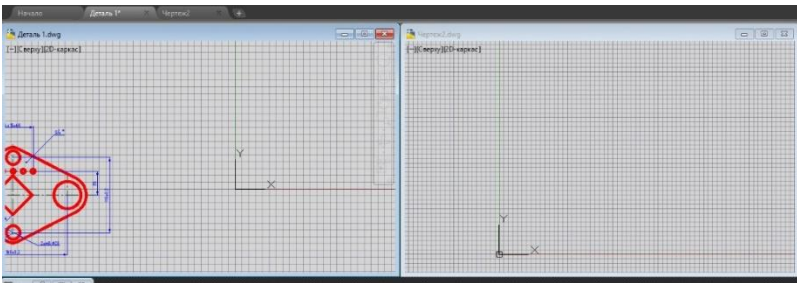 Начало Деталь 1* Чертеж2
Деталь 1.dwg
Чертеж2.dwg
[−][Сверху][2D-каркас]
[−][Сверху][2D-каркас]
Y
X
Y
X